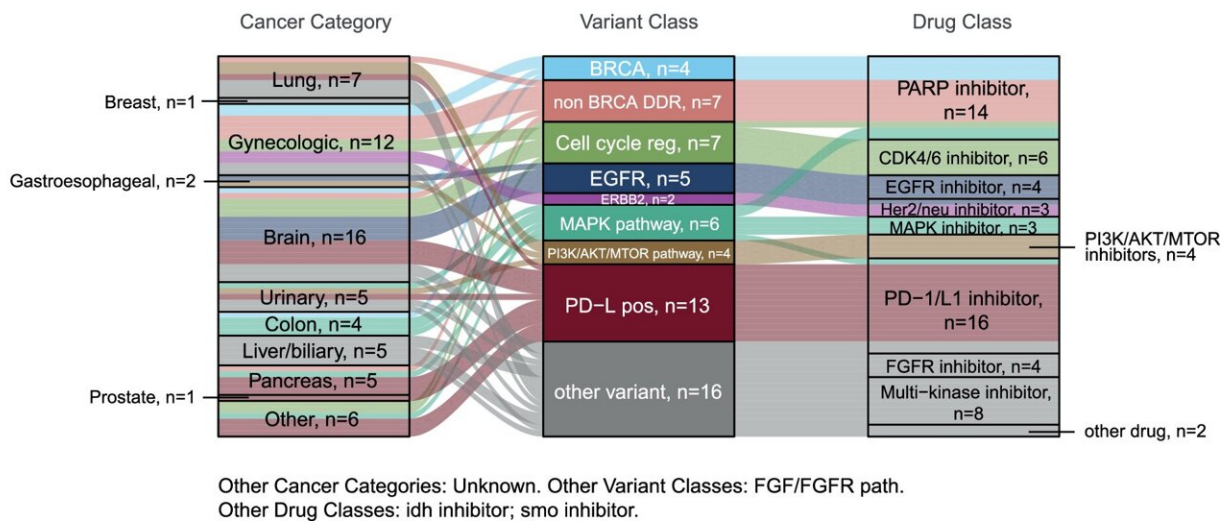 Cancer Category
Variant Class
Drug Class
Lung, n=7
Breast, n=1
Gynecologic, n=12
Gastroesophageal, n=2
Brain, n=16
Urinary, n=5
Colon, n=4
Liver/biliary, n=5
Pancreas, n=5
Prostate, n=1
Other, n=6
BRCA, n=4
non BRCA DDR, n=7
Cell cycle reg, n=7
EGFR, n=5
ERBB2, n=2
MAPK pathway, n=6
PI3K/AKT/MTOR pathway, n=4
PD−L pos, n=13
other variant, n=16
PARP inhibitor,
n=14
CDK4/6 inhibitor, n=6
EGFR inhibitor, n=4
Her2/neu inhibitor, n=3
MAPK inhibitor, n=3
PI3K/AKT/MTOR
inhibitors, n=4
PD−1/L1 inhibitor,
n=16
FGFR inhibitor, n=4
Multi−kinase inhibitor,
n=8
other drug, n=2
Other Cancer Categories: Unknown. Other Variant Classes: FGF/FGFR path.
Other Drug Classes: idh inhibitor; smo inhibitor.